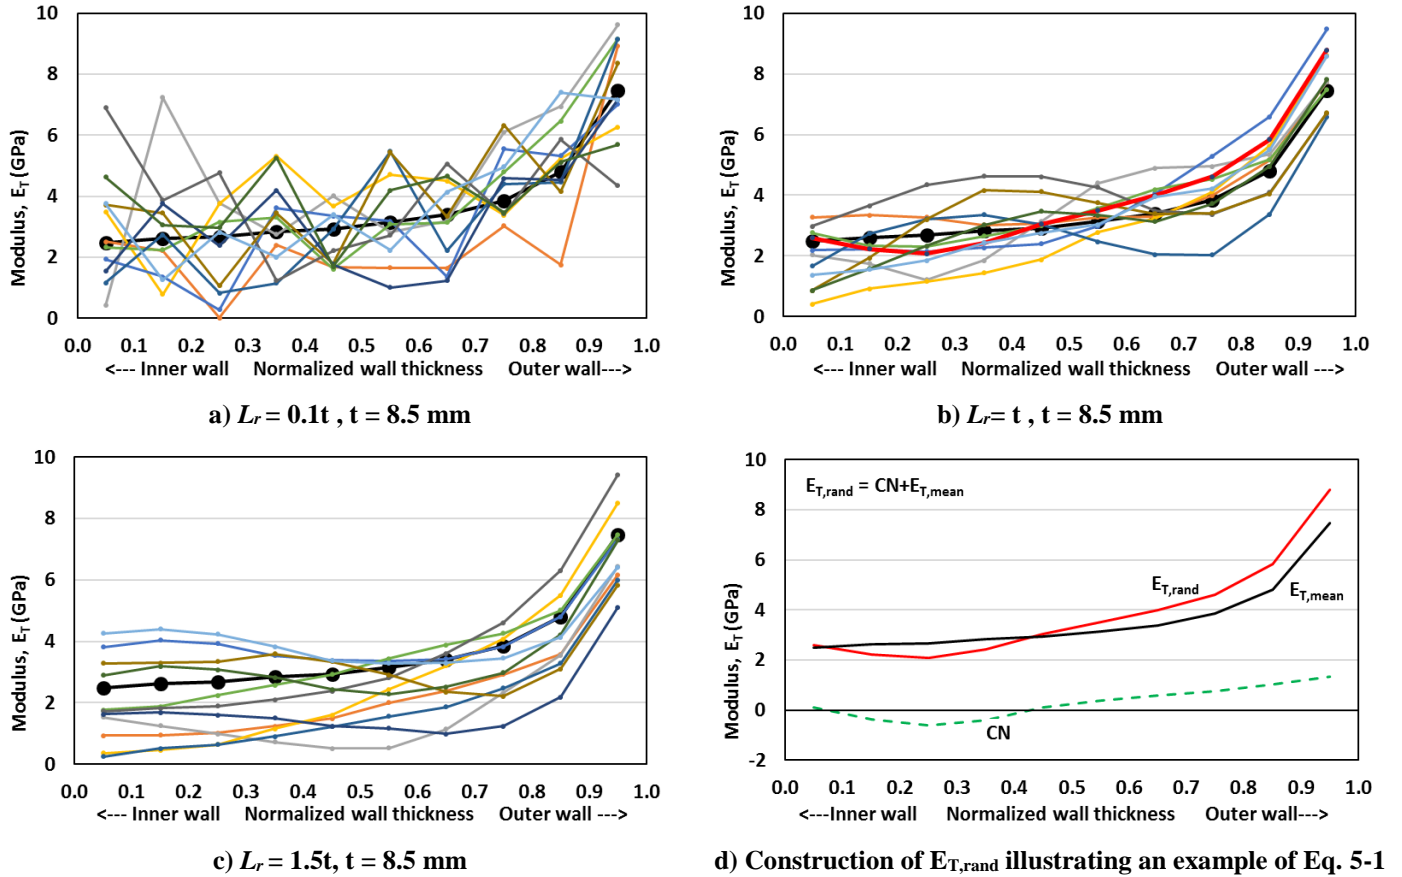 10
8
6
4
2
0
Modulus, E_T (GPa)
0.0 0.1 0.2 0.3 0.4 0.5 0.6 0.7 0.8 0.9 1.0
<--- Inner wall Normalized wall thickness Outer wall--->
a) L_r = 0.1t , t = 8.5 mm
10
8
6
4
2
0
Modulus, E_T (GPa)
0.0 0.1 0.2 0.3 0.4 0.5 0.6 0.7 0.8 0.9 1.0
<--- Inner wall Normalized wall thickness Outer wall --->
b) L_r= t , t = 8.5 mm
10
8
6
4
2
0
Modulus, E_T (GPa)
0.0 0.1 0.2 0.3 0.4 0.5 0.6 0.7 0.8 0.9 1.0
<--- Inner wall Normalized wall thickness Outer wall --->
c) L_r = 1.5t, t = 8.5 mm
10
8
6
4
2
0
-2
Modulus, E_T (GPa)
E_T,rand = CN+E_T,mean
E_T,rand
E_T,mean
CN
0.0 0.1 0.2 0.3 0.4 0.5 0.6 0.7 0.8 0.9 1.0
<---Inner wall Normalized wall thickness Outer wall--->
d) Construction of E_T,rand illustrating an example of Eq. 5-1